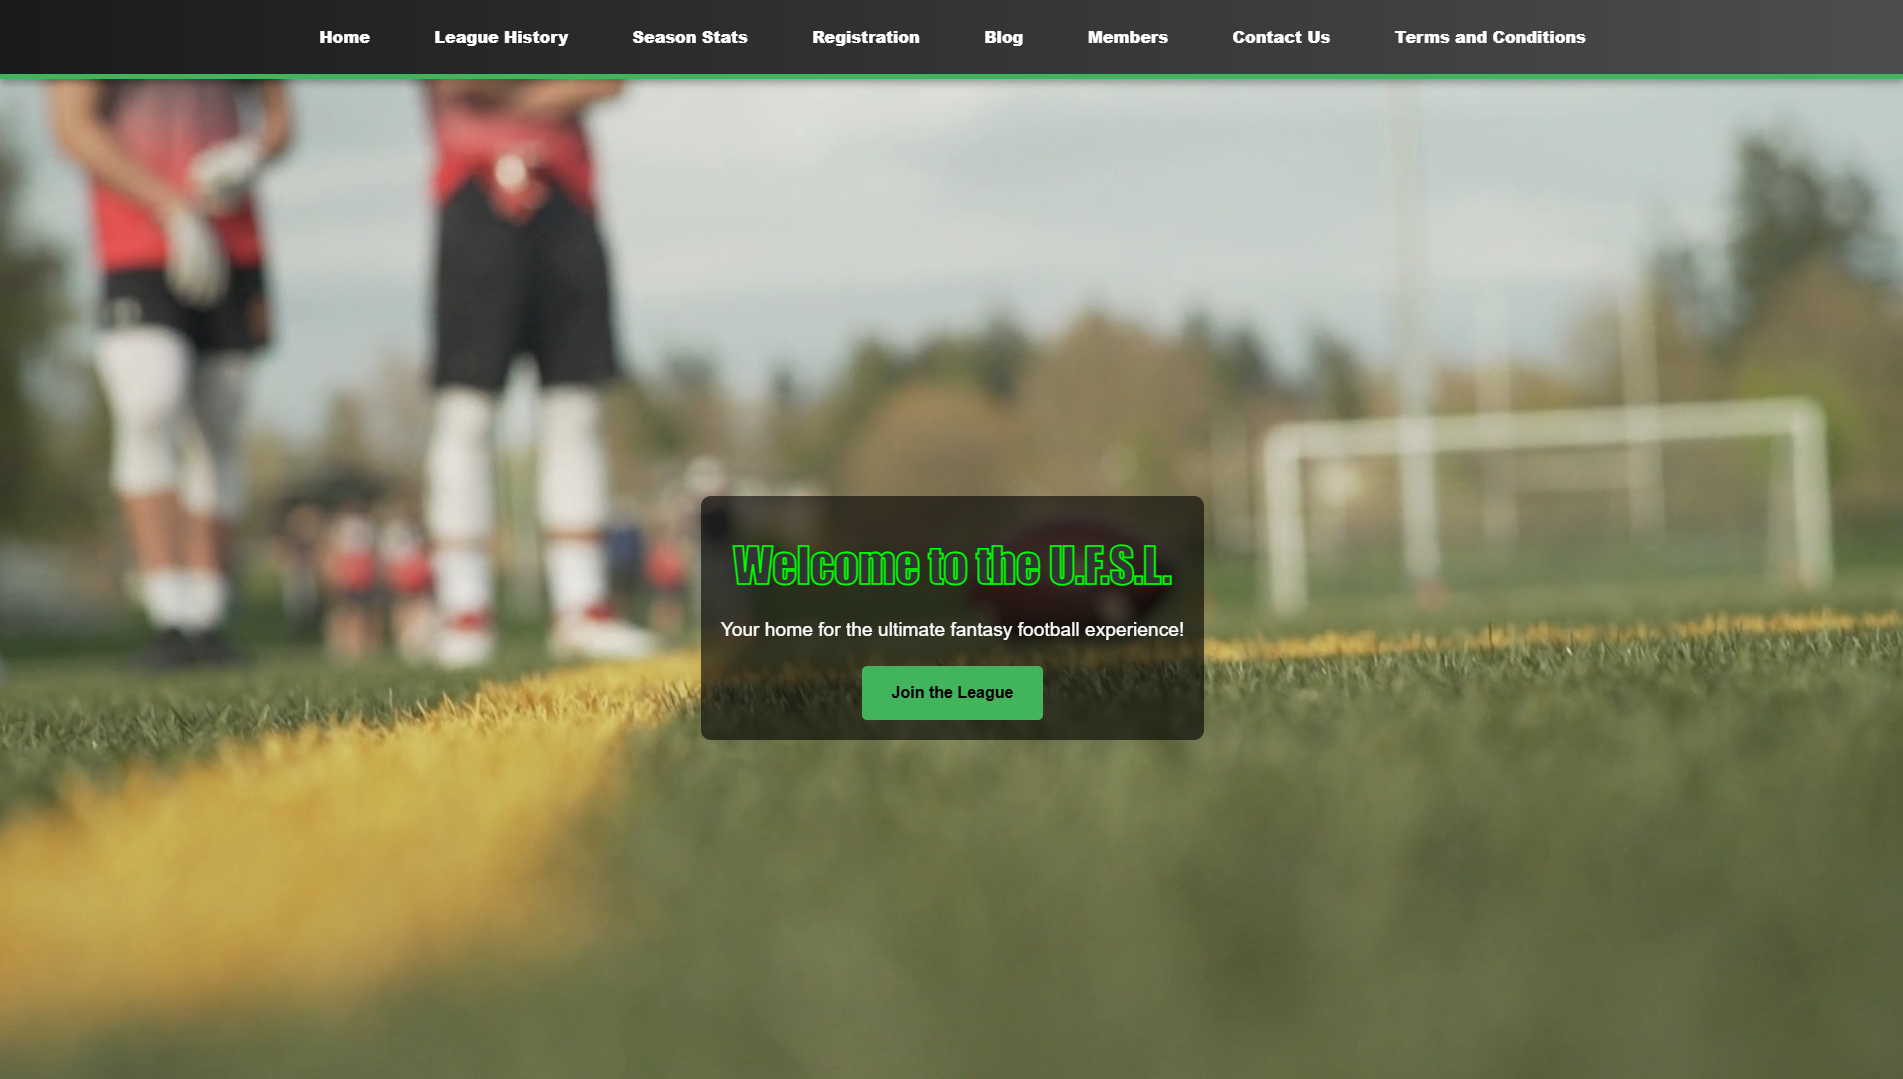 Home League History Season Stats Registration Blog Members Contact Us Terms and Conditions
Welcome to the U.F.S.L.
Your home for the ultimate fantasy football experience!
Join the League